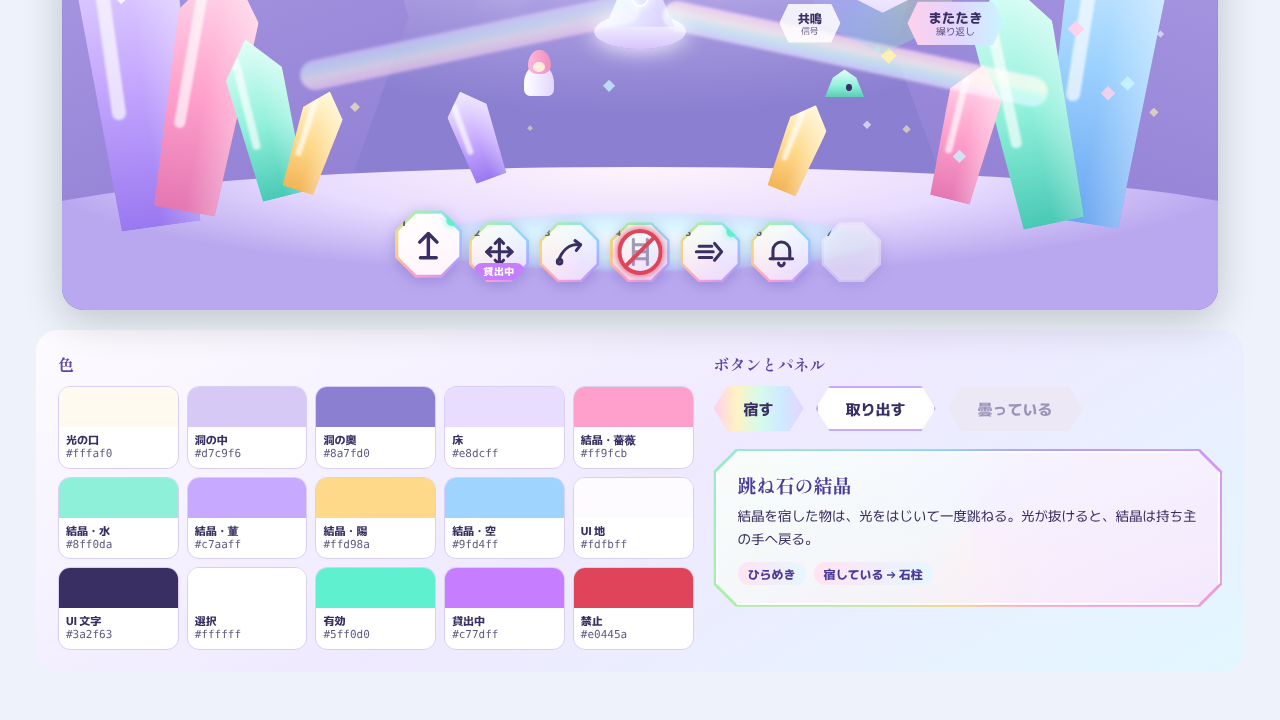 共鳴
信号
またたき
繰り返し
貸出中
色
光の口
#fffaf0
洞の中
#d7c9f6
洞の奥
#8a7fd0
床
#e8dcff
結晶・薔薇
#ff9fcb
結晶・水
#8ff0da
結晶・菫
#c7aaff
結晶・陽
#ffd98a
結晶・空
#9fd4ff
UI 地
#fdfbff
UI 文字
#3a2f63
選択
#ffffff
有効
#5ff0d0
貸出中
#c77dff
禁止
#e0445a
ボタンとパネル
宿す
取り出す
曇っている
跳ね石の結晶
結晶を宿した物は、光をはじいて一度跳ねる。光が抜けると、結晶は持ち主
の手へ戻る。
ひらめき
宿している → 石柱